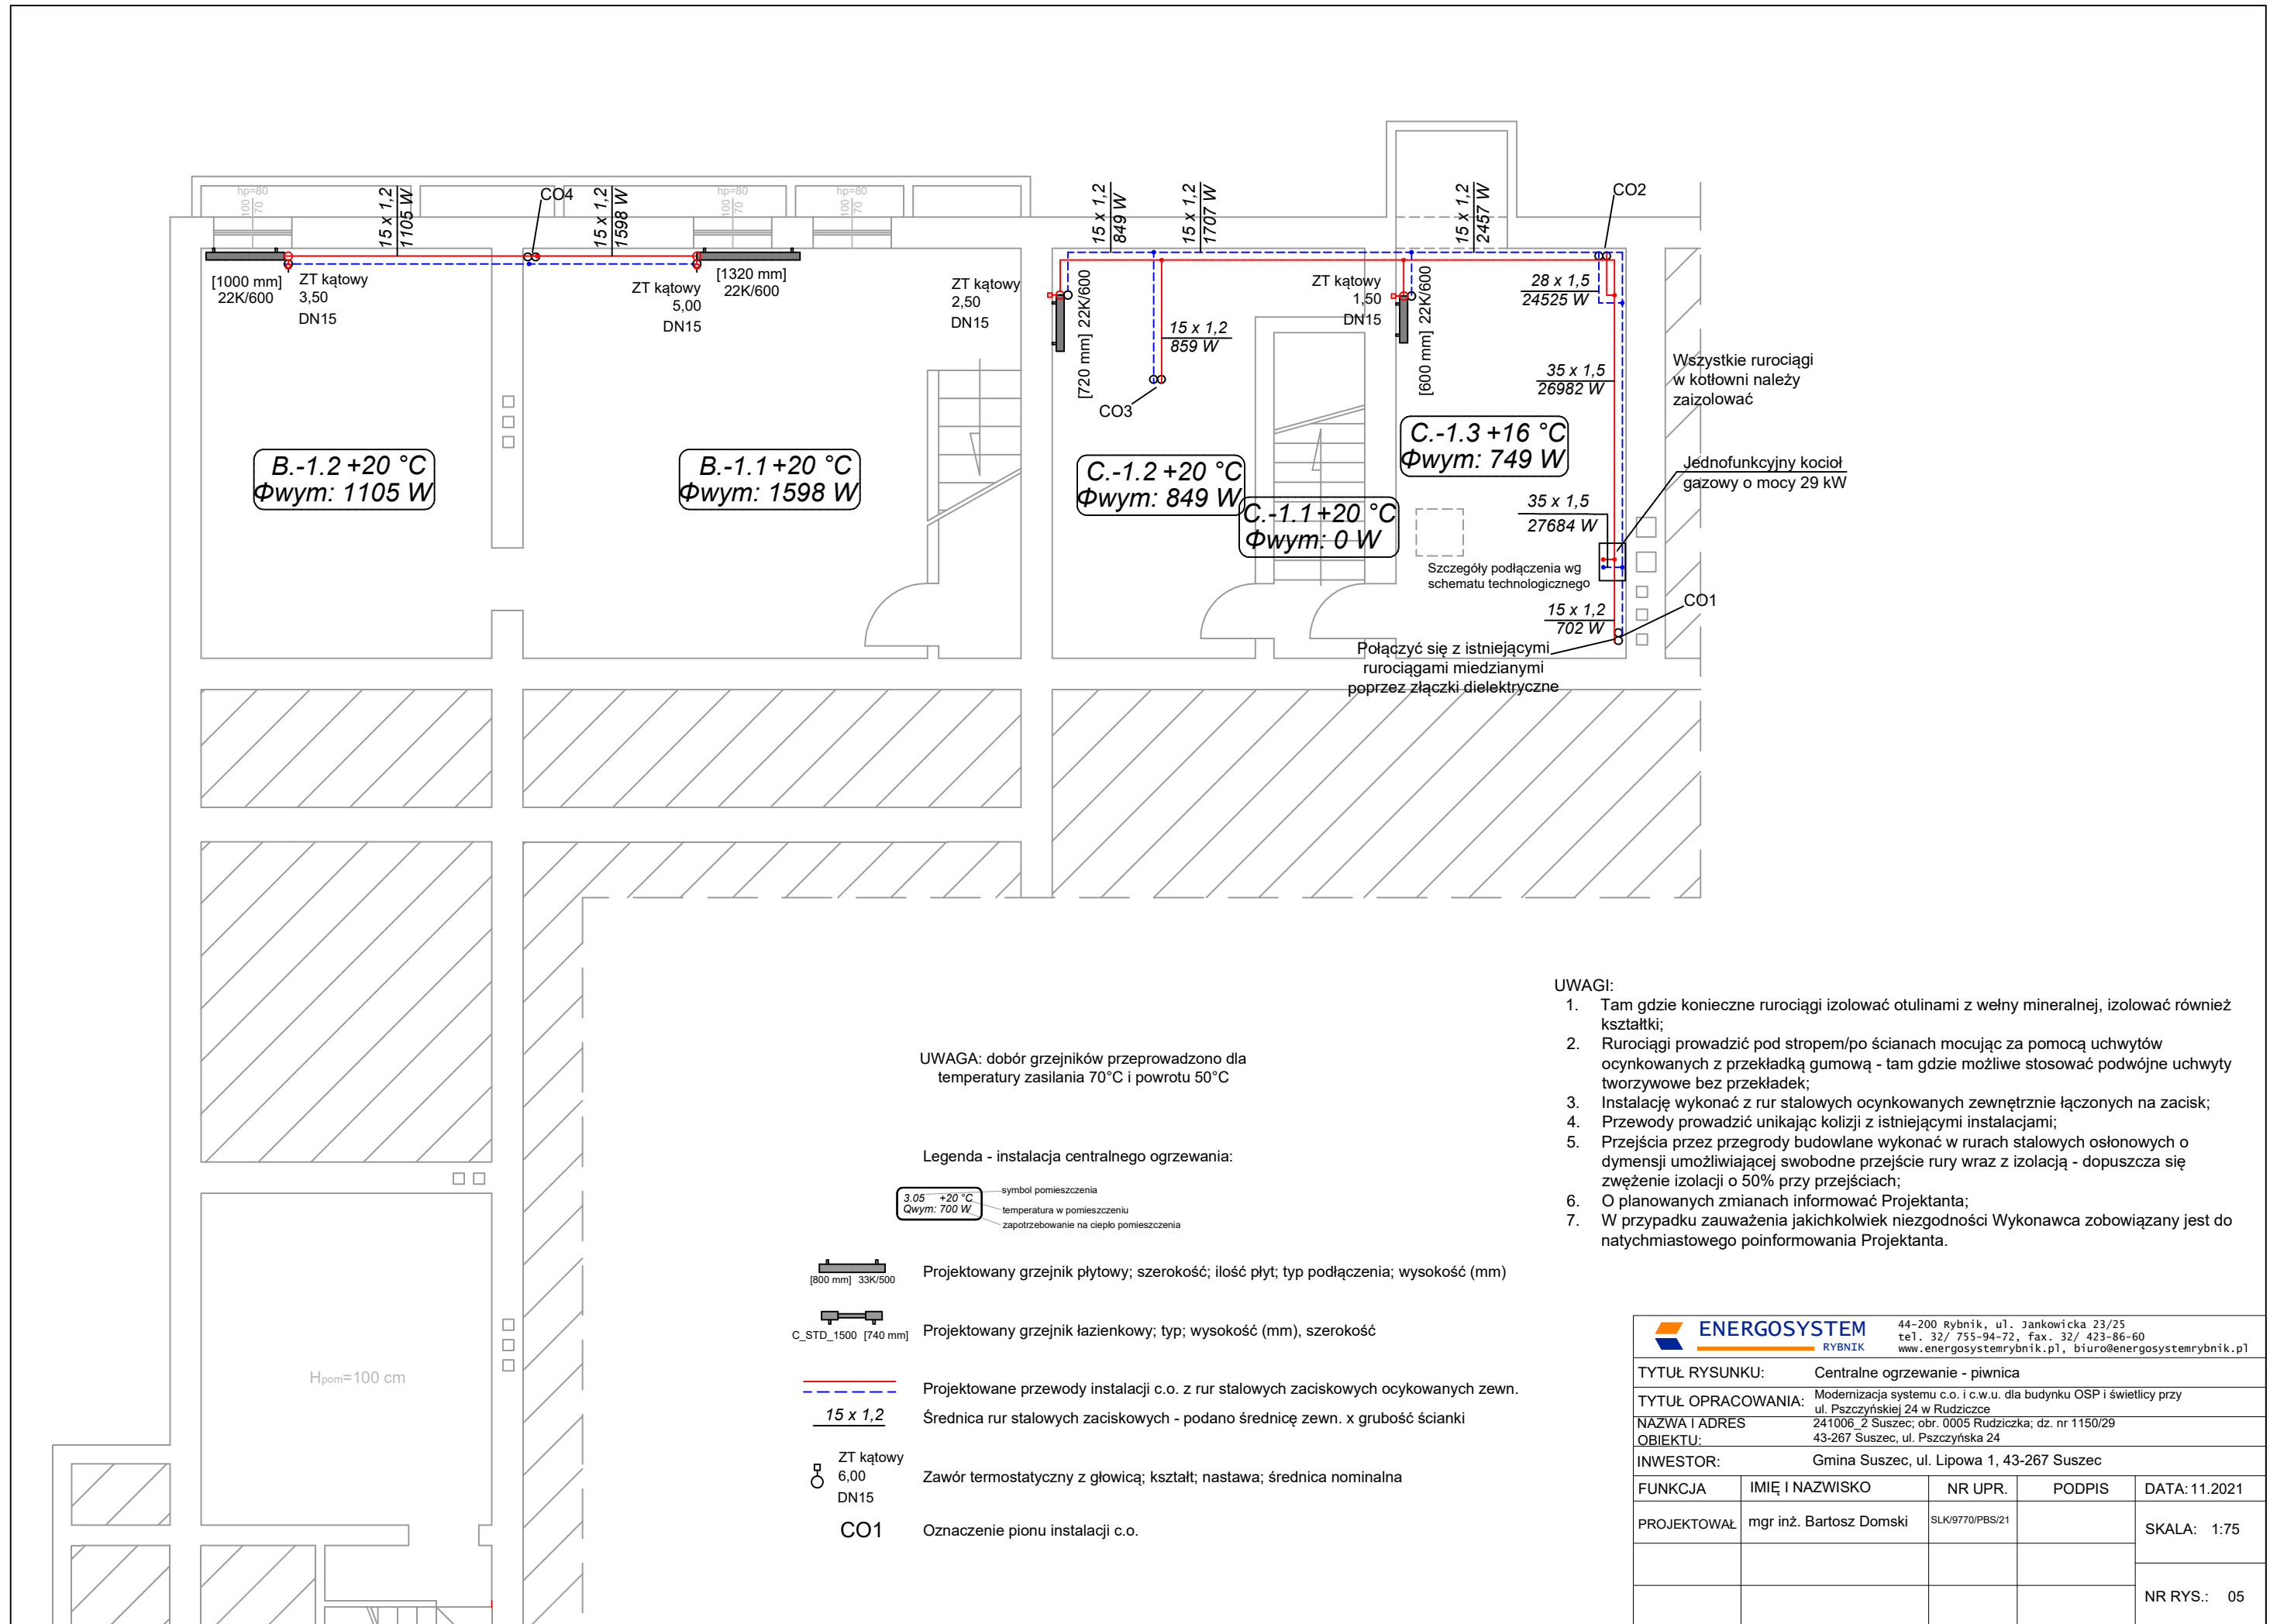 hp=80
100
70
15 x 1,2
1105 W
CO4
15 x 1,2
1598 W
hp=80
100
70
hp=80
100
70
15 x 1,2
849 W
15 x 1,2
1707 W
15 x 1,2
2457 W
CO2
[1000 mm]
22K/600
ZT kątowy
3,50
DN15
ZT kątowy
5,00
DN15
[1320 mm]
22K/600
ZT kątowy
2,50
DN15
[720 mm] 22K/600
15 x 1,2
859 W
CO3
ZT kątowy
1,50
DN15
[600 mm] 22K/600
28 x 1,5
24525 W
35 x 1,5
26982 W
Wszystkie rurociągi
w kotłowni należy
zaizolować
B.-1.2 +20 °C
Φwym: 1105 W
B.-1.1 +20 °C
Φwym: 1598 W
C.-1.2 +20 °C
Φwym: 849 W
C.-1.1 +20 °C
Φwym: 0 W
C.-1.3 +16 °C
Φwym: 749 W
Jednofunkcyjny kocioł
gazowy o mocy 29 kW
35 x 1,5
27684 W
Szczegóły podłączenia wg
schematu technologicznego
15 x 1,2
702 W
CO1
Połączyć się z istniejącymi
rurociągami miedzianymi
poprzez złączki dielektryczne
Hpom=100 cm
UWAGA: dobór grzejników przeprowadzono dla
temperatury zasilania 70°C i powrotu 50°C
Legenda - instalacja centralnego ogrzewania:
3.05 +20 °C
Qwym: 700 W
symbol pomieszczenia
temperatura w pomieszczeniu
zapotrzebowanie na ciepło pomieszczenia
[800 mm] 33K/500
Projektowany grzejnik płytowy; szerokość; ilość płyt; typ podłączenia; wysokość (mm)
C_STD_1500 [740 mm]
Projektowany grzejnik łazienkowy; typ; wysokość (mm), szerokość
Projektowane przewody instalacji c.o. z rur stalowych zaciskowych ocykowanych zewn.
15 x 1,2
Średnica rur stalowych zaciskowych - podano średnicę zewn. x grubość ścianki
ZT kątowy
6,00
DN15
Zawór termostatyczny z głowicą; kształt; nastawa; średnica nominalna
CO1
Oznaczenie pionu instalacji c.o.
UWAGI:
1. Tam gdzie konieczne rurociągi izolować otulinami z wełny mineralnej, izolować również
kształtki;
2. Rurociągi prowadzić pod stropem/po ścianach mocując za pomocą uchwytów
ocynkowanych z przekładką gumową - tam gdzie możliwe stosować podwójne uchwyty
tworzywowe bez przekładek;
3. Instalację wykonać z rur stalowych ocynkowanych zewnętrznie łączonych na zacisk;
4. Przewody prowadzić unikając kolizji z istniejącymi instalacjami;
5. Przejścia przez przegrody budowlane wykonać w rurach stalowych osłonowych o
dymensji umożliwiającej swobodne przejście rury wraz z izolacją - dopuszcza się
zwężenie izolacji o 50% przy przejściach;
6. O planowanych zmianach informować Projektanta;
7. W przypadku zauważenia jakichkolwiek niezgodności Wykonawca zobowiązany jest do
natychmiastowego poinformowania Projektanta.
ENERGOSYSTEM
RYBNIK
44-200 Rybnik, ul. Jankowicka 23/25
tel. 32/ 755-94-72, fax. 32/ 423-86-60
www.energosystemrybnik.pl, biuro@energosystemrybnik.pl
TYTUŁ RYSUNKU: Centralne ogrzewanie - piwnica
TYTUŁ OPRACOWANIA: Modernizacja systemu c.o. i c.w.u. dla budynku OSP i świetlicy przy
ul. Pszczyńskiej 24 w Rudziczce
NAZWA I ADRES
OBIEKTU:
241006_2 Suszec; obr. 0005 Rudziczka; dz. nr 1150/29
43-267 Suszec, ul. Pszczyńska 24
INWESTOR: Gmina Suszec, ul. Lipowa 1, 43-267 Suszec
FUNKCJA IMIĘ I NAZWISKO NR UPR. PODPIS DATA: 11.2021
PROJEKTOWAŁ mgr inż. Bartosz Domski SLK/9770/PBS/21
SKALA: 1:75
NR RYS.: 05